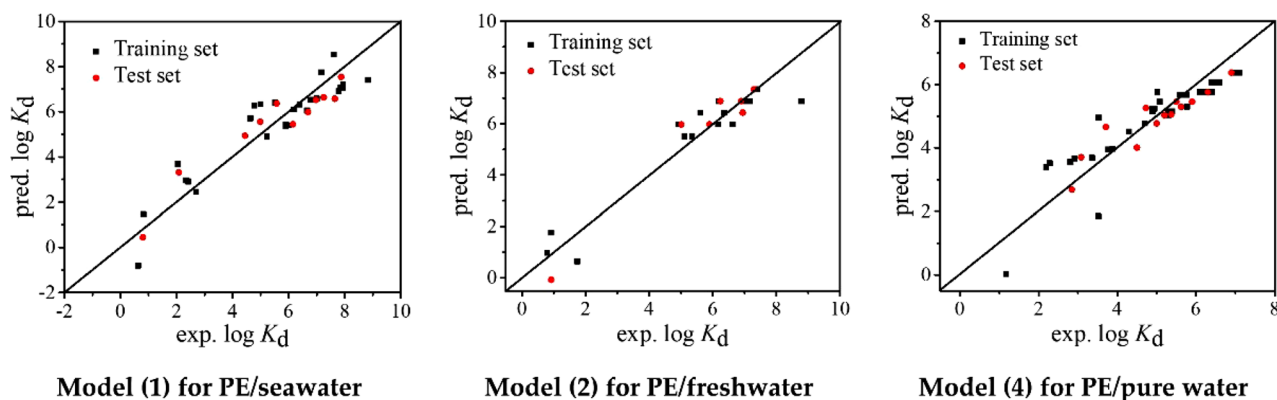 10
8
6
4
2
0
-2
-2 0 2 4 6 8 10
pred. log Kd
exp. log Kd
Training set
Test set
Model (1) for PE/seawater
10
8
6
4
2
0
0 2 4 6 8 10
pred. log Kd
exp. log Kd
Training set
Test set
Model (2) for PE/freshwater
8
6
4
2
0
0 2 4 6 8
pred. log Kd
exp. log Kd
Training set
Test set
Model (4) for PE/pure water